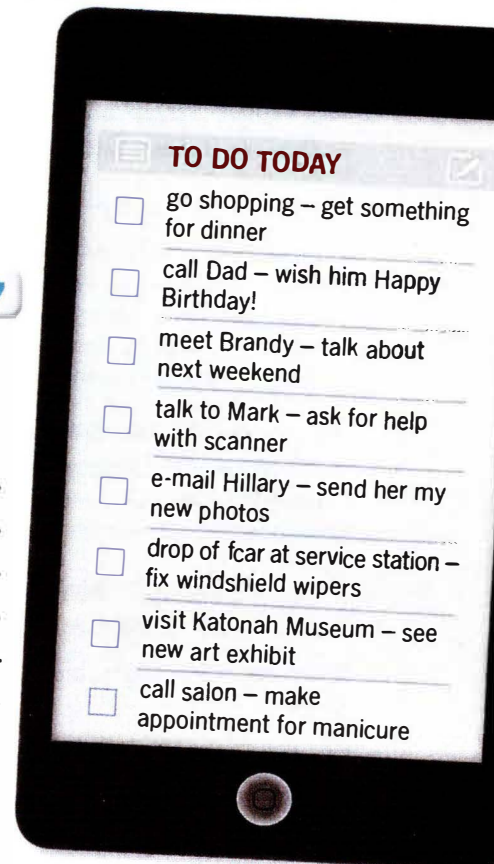 TO DO TODAY
go shopping – get something
for dinner
call Dad – wish him Happy
Birthday!
meet Brandy – talk about
next weekend
talk to Mark – ask for help
with scanner
e-mail Hillary – send her my
new photos
drop of fcar at service station –
fix windshield wipers
visit Katonah Museum – see
new art exhibit
call salon – make
appointment for manicure